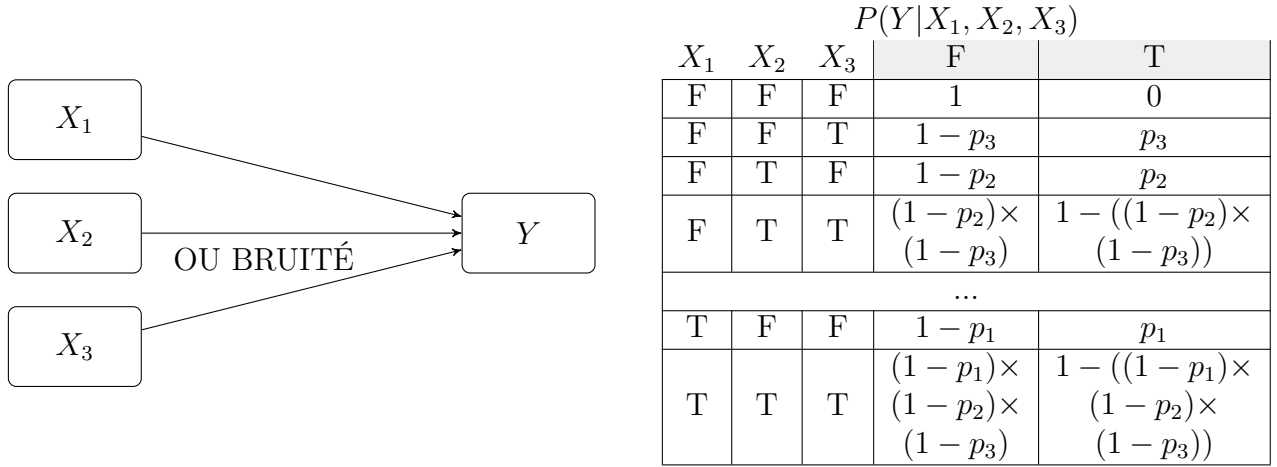 X₁
X₂
X₃
OU BRUITÉ
Y
P(Y|X₁, X₂, X₃)
X₁ X₂ X₃ F T
F F F 1 0
F F T 1 − p₃ p₃
F T F 1 − p₂ p₂
F T T (1 − p₂)× (1 − p₃) 1 − ((1 − p₂)× (1 − p₃))
...
T F F 1 − p₁ p₁
T T T (1 − p₁)× (1 − p₂)× (1 − p₃) 1 − ((1 − p₁)× (1 − p₂)× (1 − p₃))